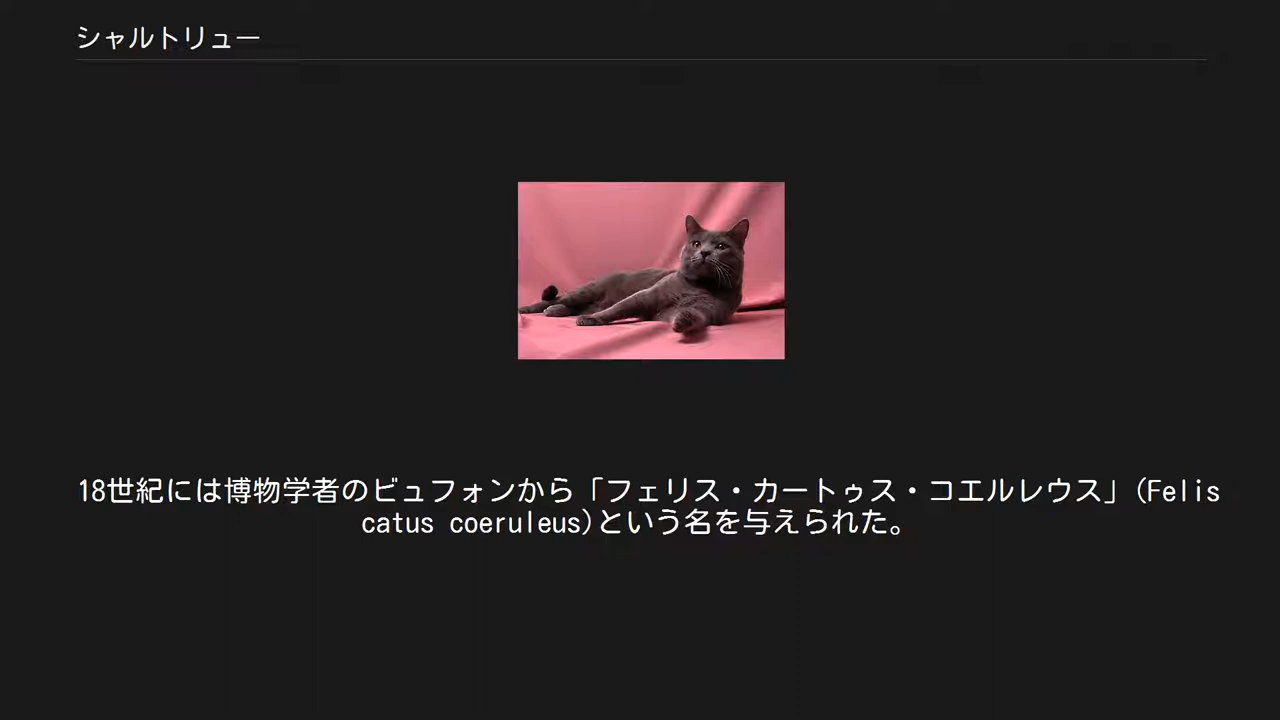 シャルトリュー
18世紀には博物学者のビュフォンから「フェリス・カートゥス・コエルレウス」(Felis
catus coeruleus)という名を与えられた。